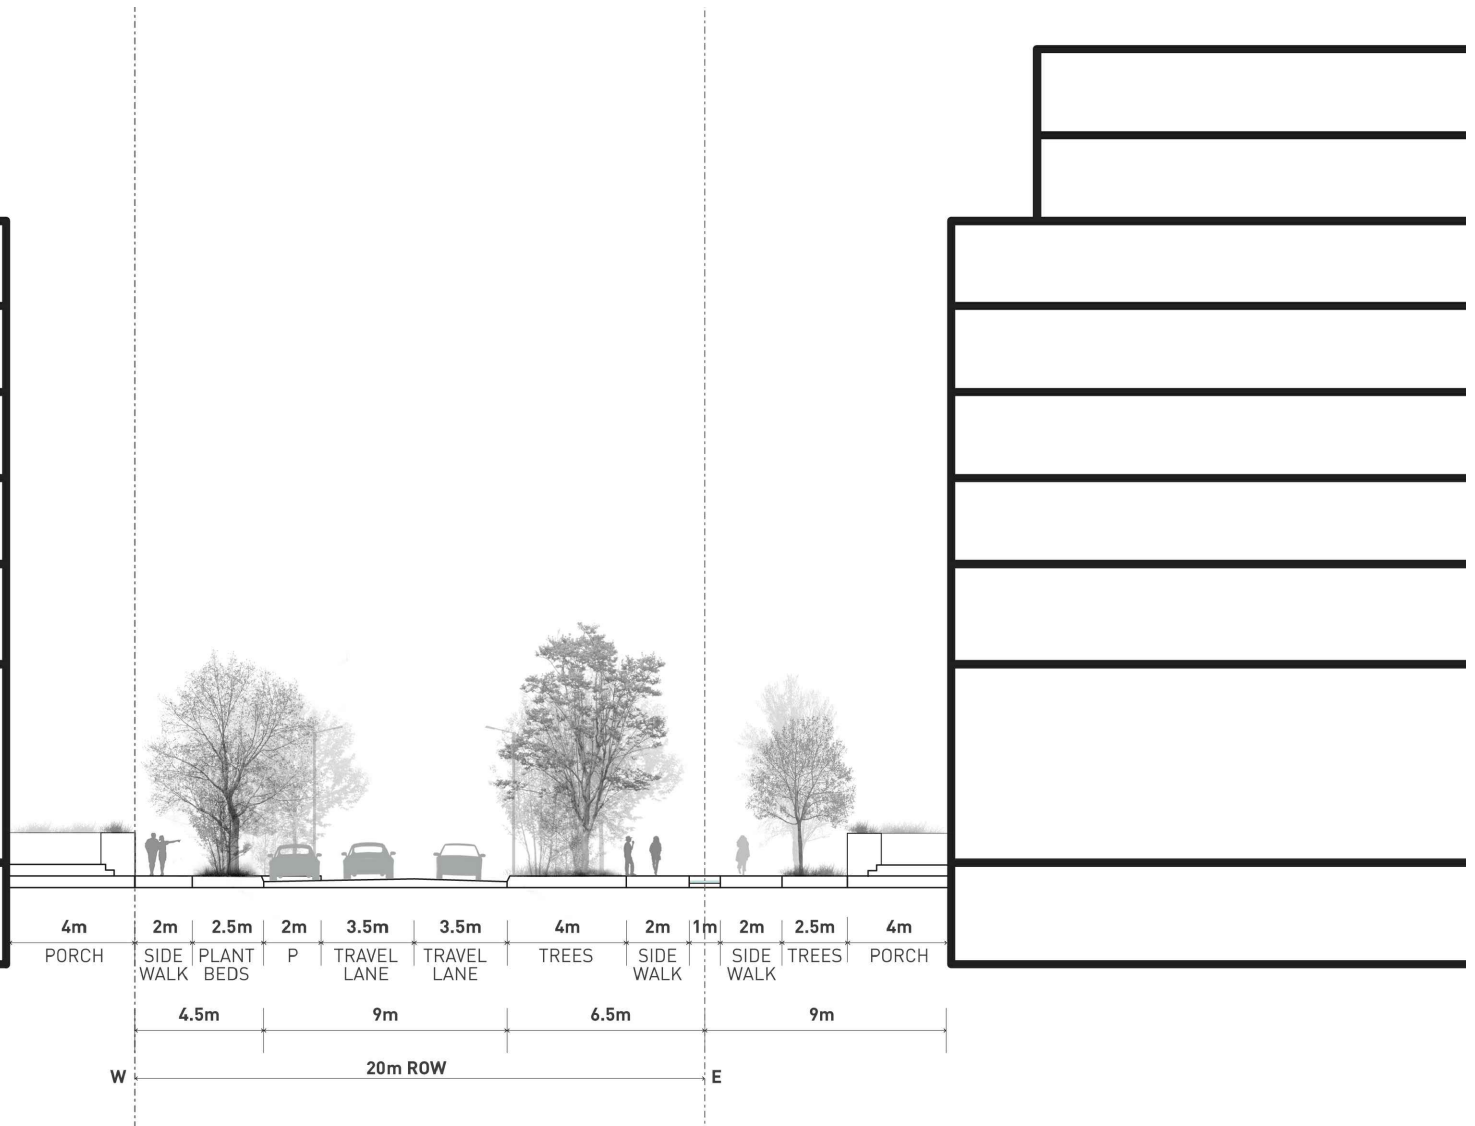 4m 2m 2.5m 2m 3.5m 3.5m 4m 2m 1m 2m 2.5m 4m
PORCH SIDE PLANT P TRAVEL TRAVEL TREES SIDE SIDE TREES PORCH
WALK BEDS LANE LANE WALK WALK
4.5m 9m 6.5m 9m
20m ROW
W E